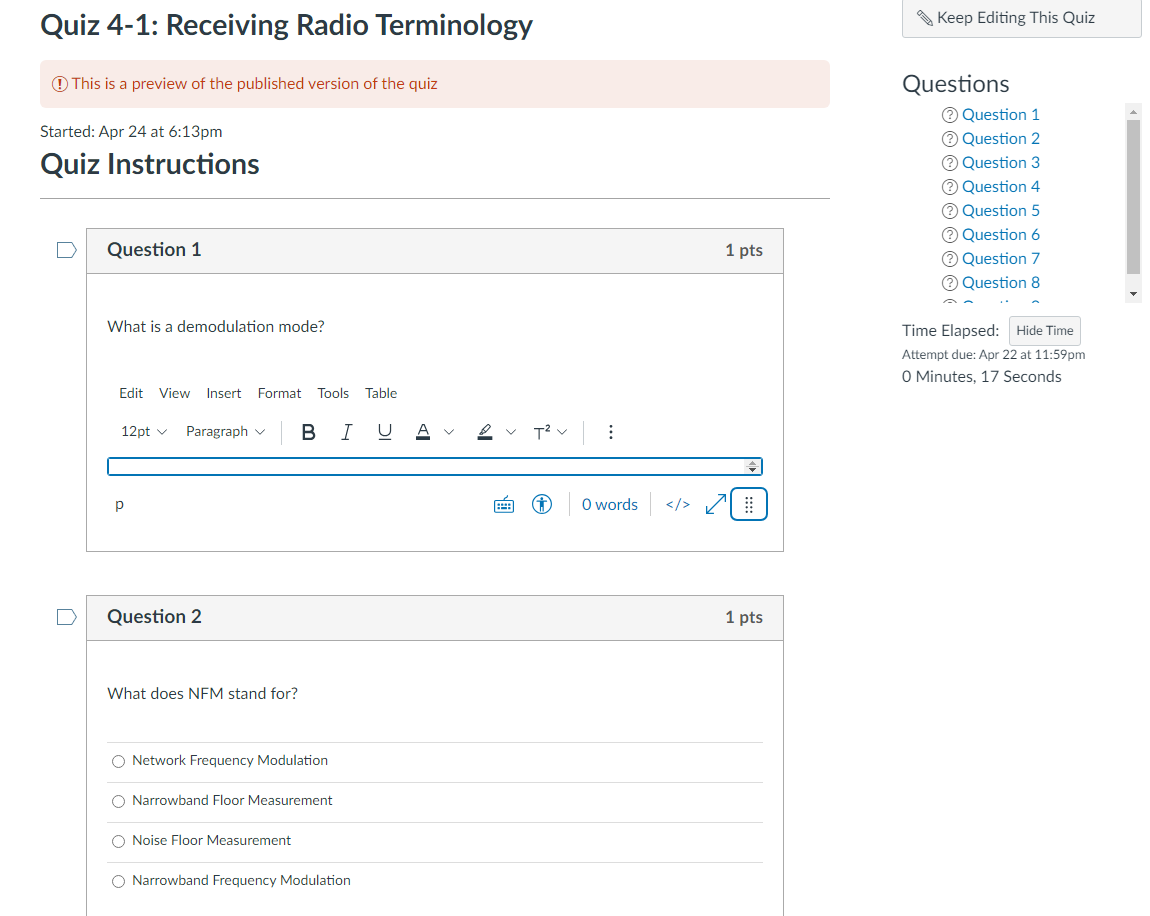 Quiz 4-1: Receiving Radio Terminology
This is a preview of the published version of the quiz
Started: Apr 24 at 6:13pm
Quiz Instructions
Question 1
1 pts
What is a demodulation mode?
Edit View Insert Format Tools Table
12pt Paragraph B I U A T²
p
0 words </>
Question 2
1 pts
What does NFM stand for?
Network Frequency Modulation
Narrowband Floor Measurement
Noise Floor Measurement
Narrowband Frequency Modulation
Keep Editing This Quiz
Questions
Question 1
Question 2
Question 3
Question 4
Question 5
Question 6
Question 7
Question 8
Time Elapsed: Hide Time
Attempt due: Apr 22 at 11:59pm
0 Minutes, 17 Seconds